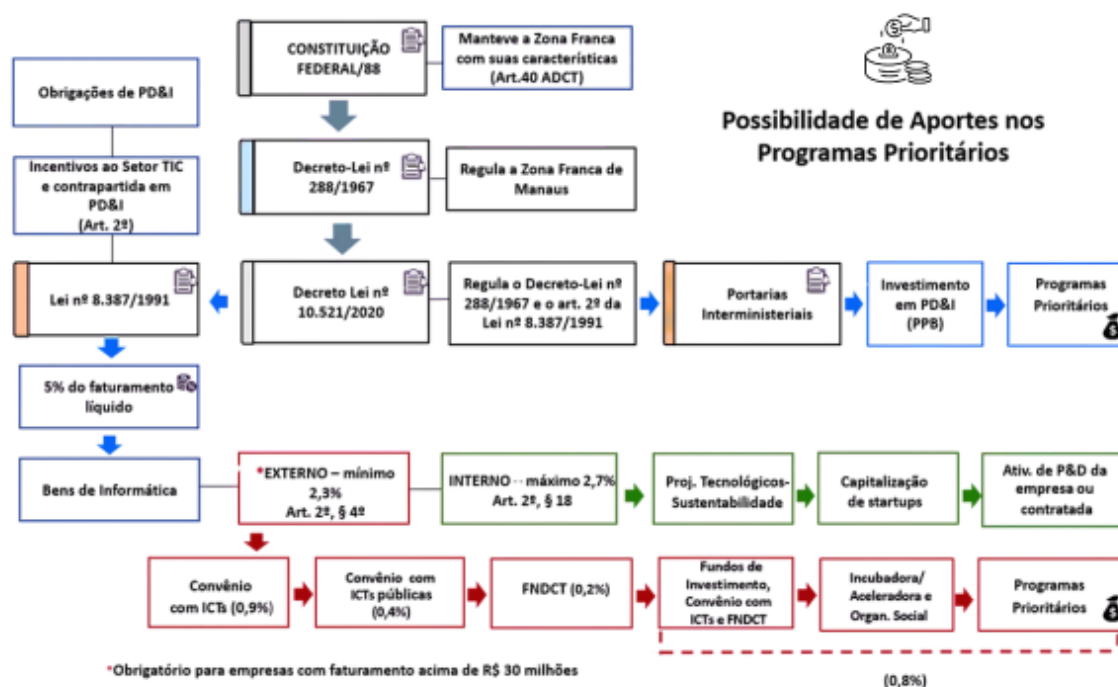 CONSTITUIÇÃO
FEDERAL/88
Manteve a Zona Franca
com suas características
(Art.40 ADCT)
Possibilidade de Aportes nos
Programas Prioritários
Obrigações de PD&I
Incentivos ao Setor TIC
e contrapartida em
PD&I
(Art. 2º)
Decreto-Lei nº
288/1967
Regula a Zona Franca de
Manaus
Lei nº 8.387/1991
Decreto Lei nº
10.521/2020
Regula o Decreto-Lei nº
288/1967 e o art. 2º da
Lei nº 8.387/1991
Portarias
Interministeriais
Investimento
em PD&I
(PPB)
Programas
Prioritários
5% do faturamento
líquido
Bens de Informática
*EXTERNO – mínimo
2,3%
Art. 2º, § 4º
INTERNO -- máximo 2,7%
Art. 2º, § 18
Proj. Tecnológicos-
Sustentabilidade
Capitalização
de startups
Ativ. de P&D da
empresa ou
contratada
Convênio
com ICTs (0,9%)
Convênio com
ICTs públicas
(0,4%)
FNDCT (0,2%)
Fundos de
Investimento,
Convênio com
ICTs e FNDCT
Incubadora/
Aceleradora e
Organ. Social
Programas
Prioritários
*Obrigatório para empresas com faturamento acima de R$ 30 milhões
(0,8%)